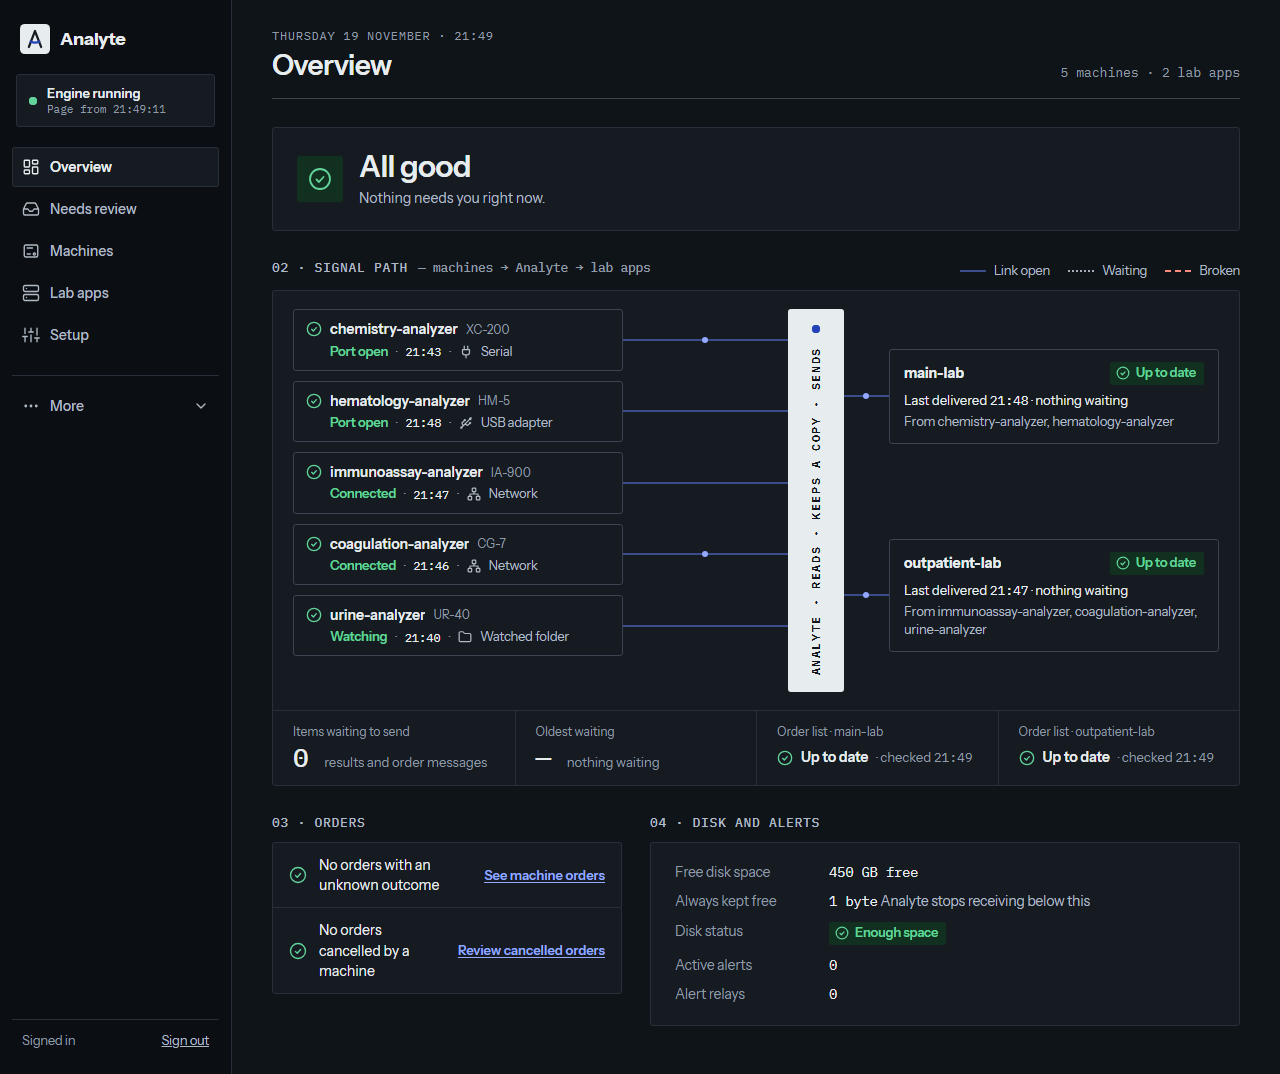 Analyte
Engine running
Page from 21:49:11
Overview
Needs review
Machines
Lab apps
Setup
More
Signed in
Sign out
THURSDAY 19 NOVEMBER · 21:49
Overview
5 machines · 2 lab apps
All good
Nothing needs you right now.
02 · SIGNAL PATH — machines → Analyte → lab apps
Link open
Waiting
Broken
chemistry-analyzer XC-200
Port open · 21:43 · Serial
hematology-analyzer HM-5
Port open · 21:48 · USB adapter
immunoassay-analyzer IA-900
Connected · 21:47 · Network
coagulation-analyzer CG-7
Connected · 21:46 · Network
urine-analyzer UR-40
Watching · 21:40 · Watched folder
ANALYTE · READS · KEEPS A COPY · SENDS
main-lab
Up to date
Last delivered 21:48 · nothing waiting
From chemistry-analyzer, hematology-analyzer
outpatient-lab
Up to date
Last delivered 21:47 · nothing waiting
From immunoassay-analyzer, coagulation-analyzer,
urine-analyzer
Items waiting to send
0 results and order messages
Oldest waiting
— nothing waiting
Order list · main-lab
Up to date · checked 21:49
Order list · outpatient-lab
Up to date · checked 21:49
03 · ORDERS
No orders with an
unknown outcome
See machine orders
No orders
cancelled by a
machine
Review cancelled orders
04 · DISK AND ALERTS
Free disk space 450 GB free
Always kept free 1 byte Analyte stops receiving below this
Disk status Enough space
Active alerts 0
Alert relays 0